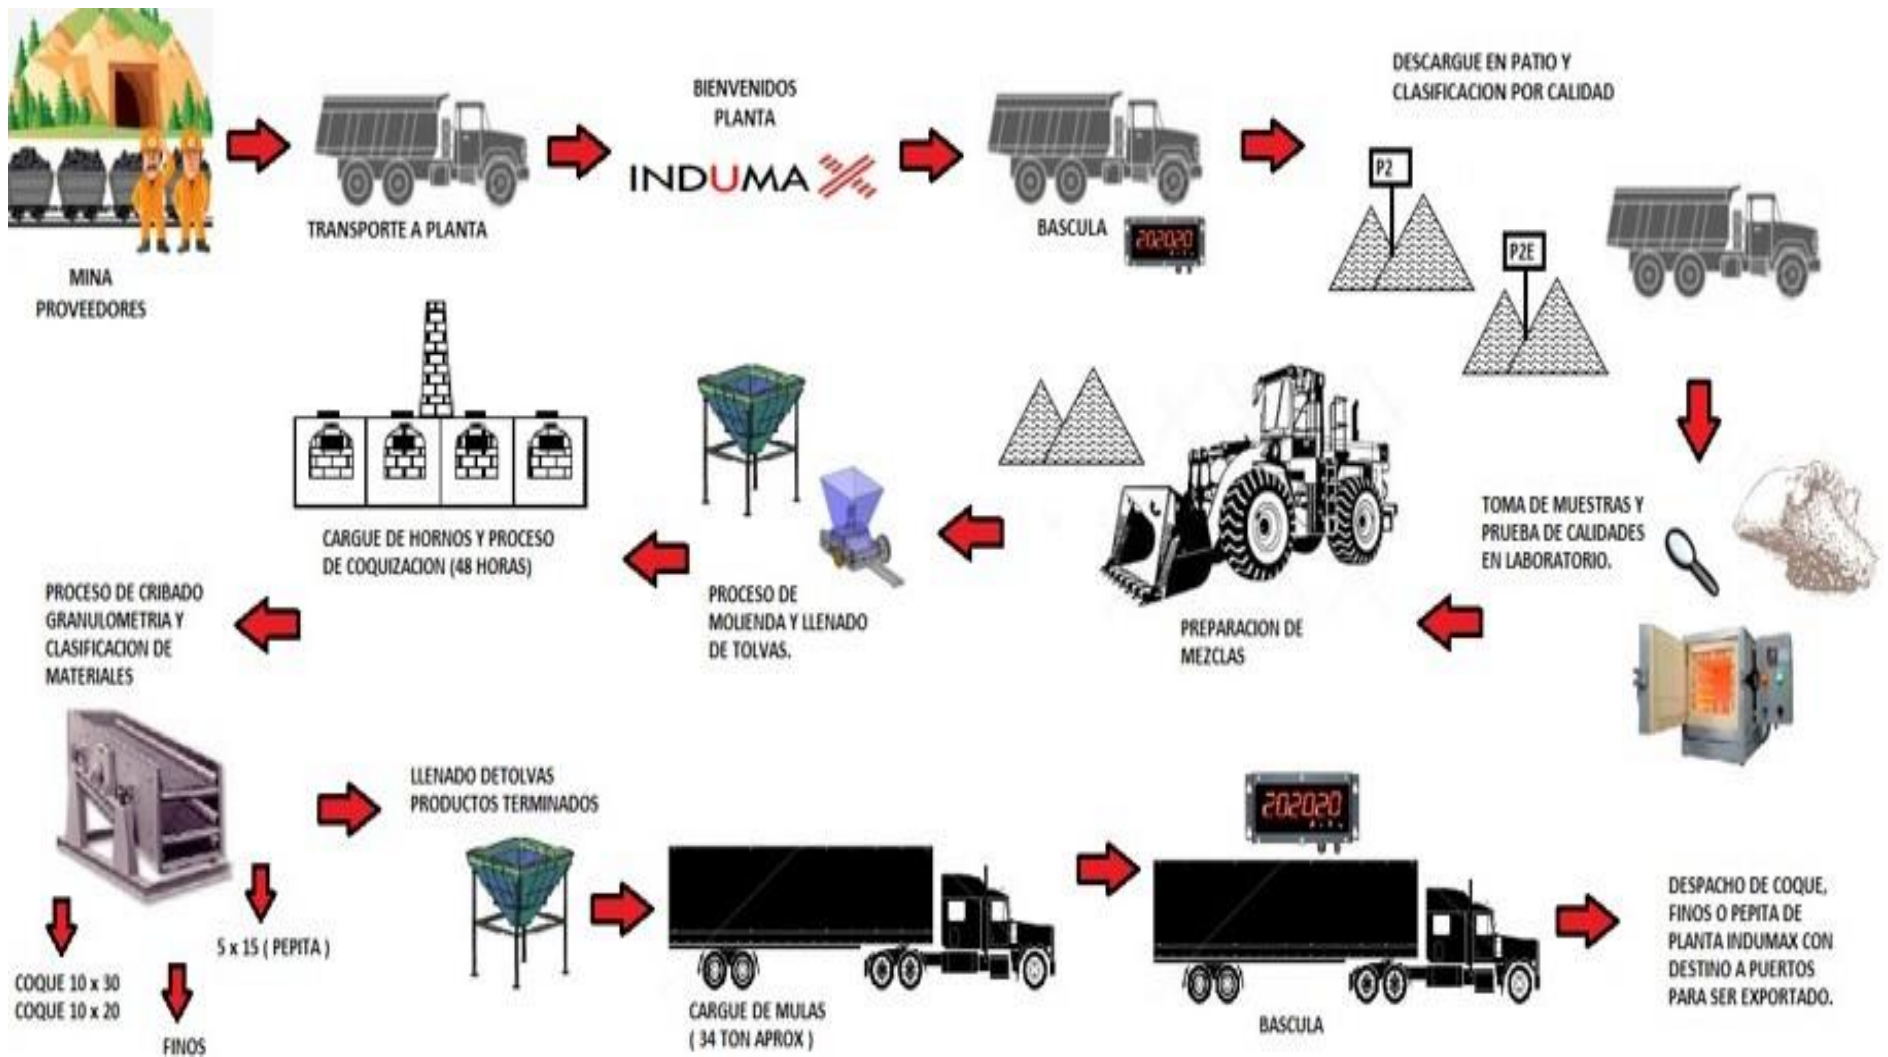 MINA
PROVEEDORES
TRANSPORTE A PLANTA
BIENVENIDOS
PLANTA
INDUMAX
BASCULA
202020
DESCARGUE EN PATIO Y
CLASIFICACION POR CALIDAD
P2
P2E
TOMA DE MUESTRAS Y
PRUEBA DE CALIDADES
EN LABORATORIO.
PREPARACION DE
MEZCLAS
PROCESO DE
MOLIENDA Y LLENADO
DE TOLVAS.
CARGUE DE HORNOS Y PROCESO
DE COQUIZACION (48 HORAS)
PROCESO DE CRIBADO
GRANULOMETRIA Y
CLASIFICACION DE
MATERIALES
COQUE 10 x 30
COQUE 10 x 20
FINOS
5 x 15 ( PEPITA )
LLENADO DETOLVAS
PRODUCTOS TERMINADOS
CARGUE DE MULAS
( 34 TON APROX )
202020
BASCULA
DESPACHO DE COQUE,
FINOS O PEPITA DE
PLANTA INDUMAX CON
DESTINO A PUERTOS
PARA SER EXPORTADO.